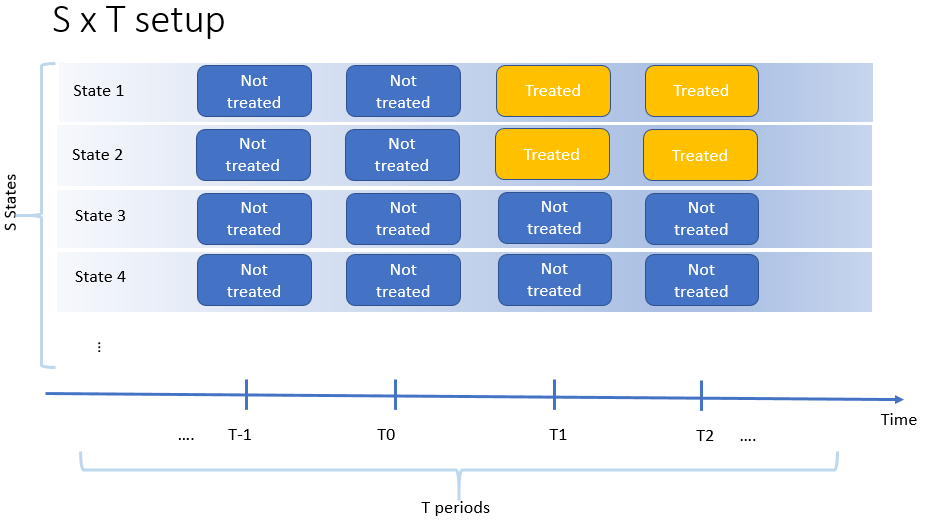 S x T setup
State 1
Not treated
Not treated
Treated
Treated
State 2
Not treated
Not treated
Treated
Treated
State 3
Not treated
Not treated
Not treated
Not treated
State 4
Not treated
Not treated
Not treated
Not treated
S States
⋮
Time
....
T-1
T0
T1
T2
....
T periods